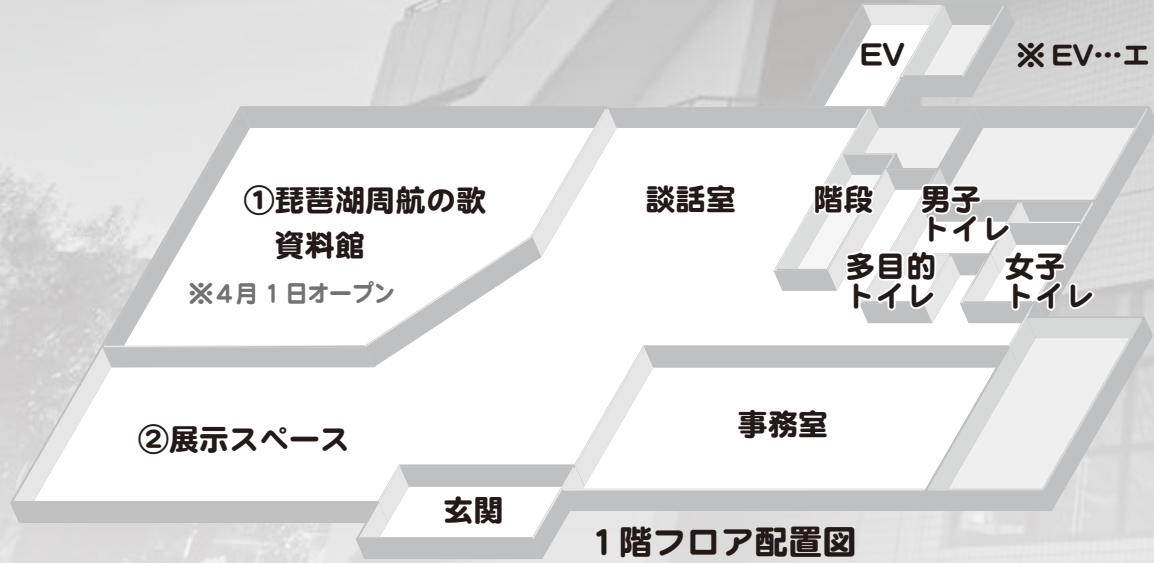 EV
※EV…エ
①琵琶湖周航の歌
資料館
※4月1日オープン
談話室
階段
男子
トイレ
多目的
トイレ
女子
トイレ
②展示スペース
事務室
玄関
1階フロア配置図